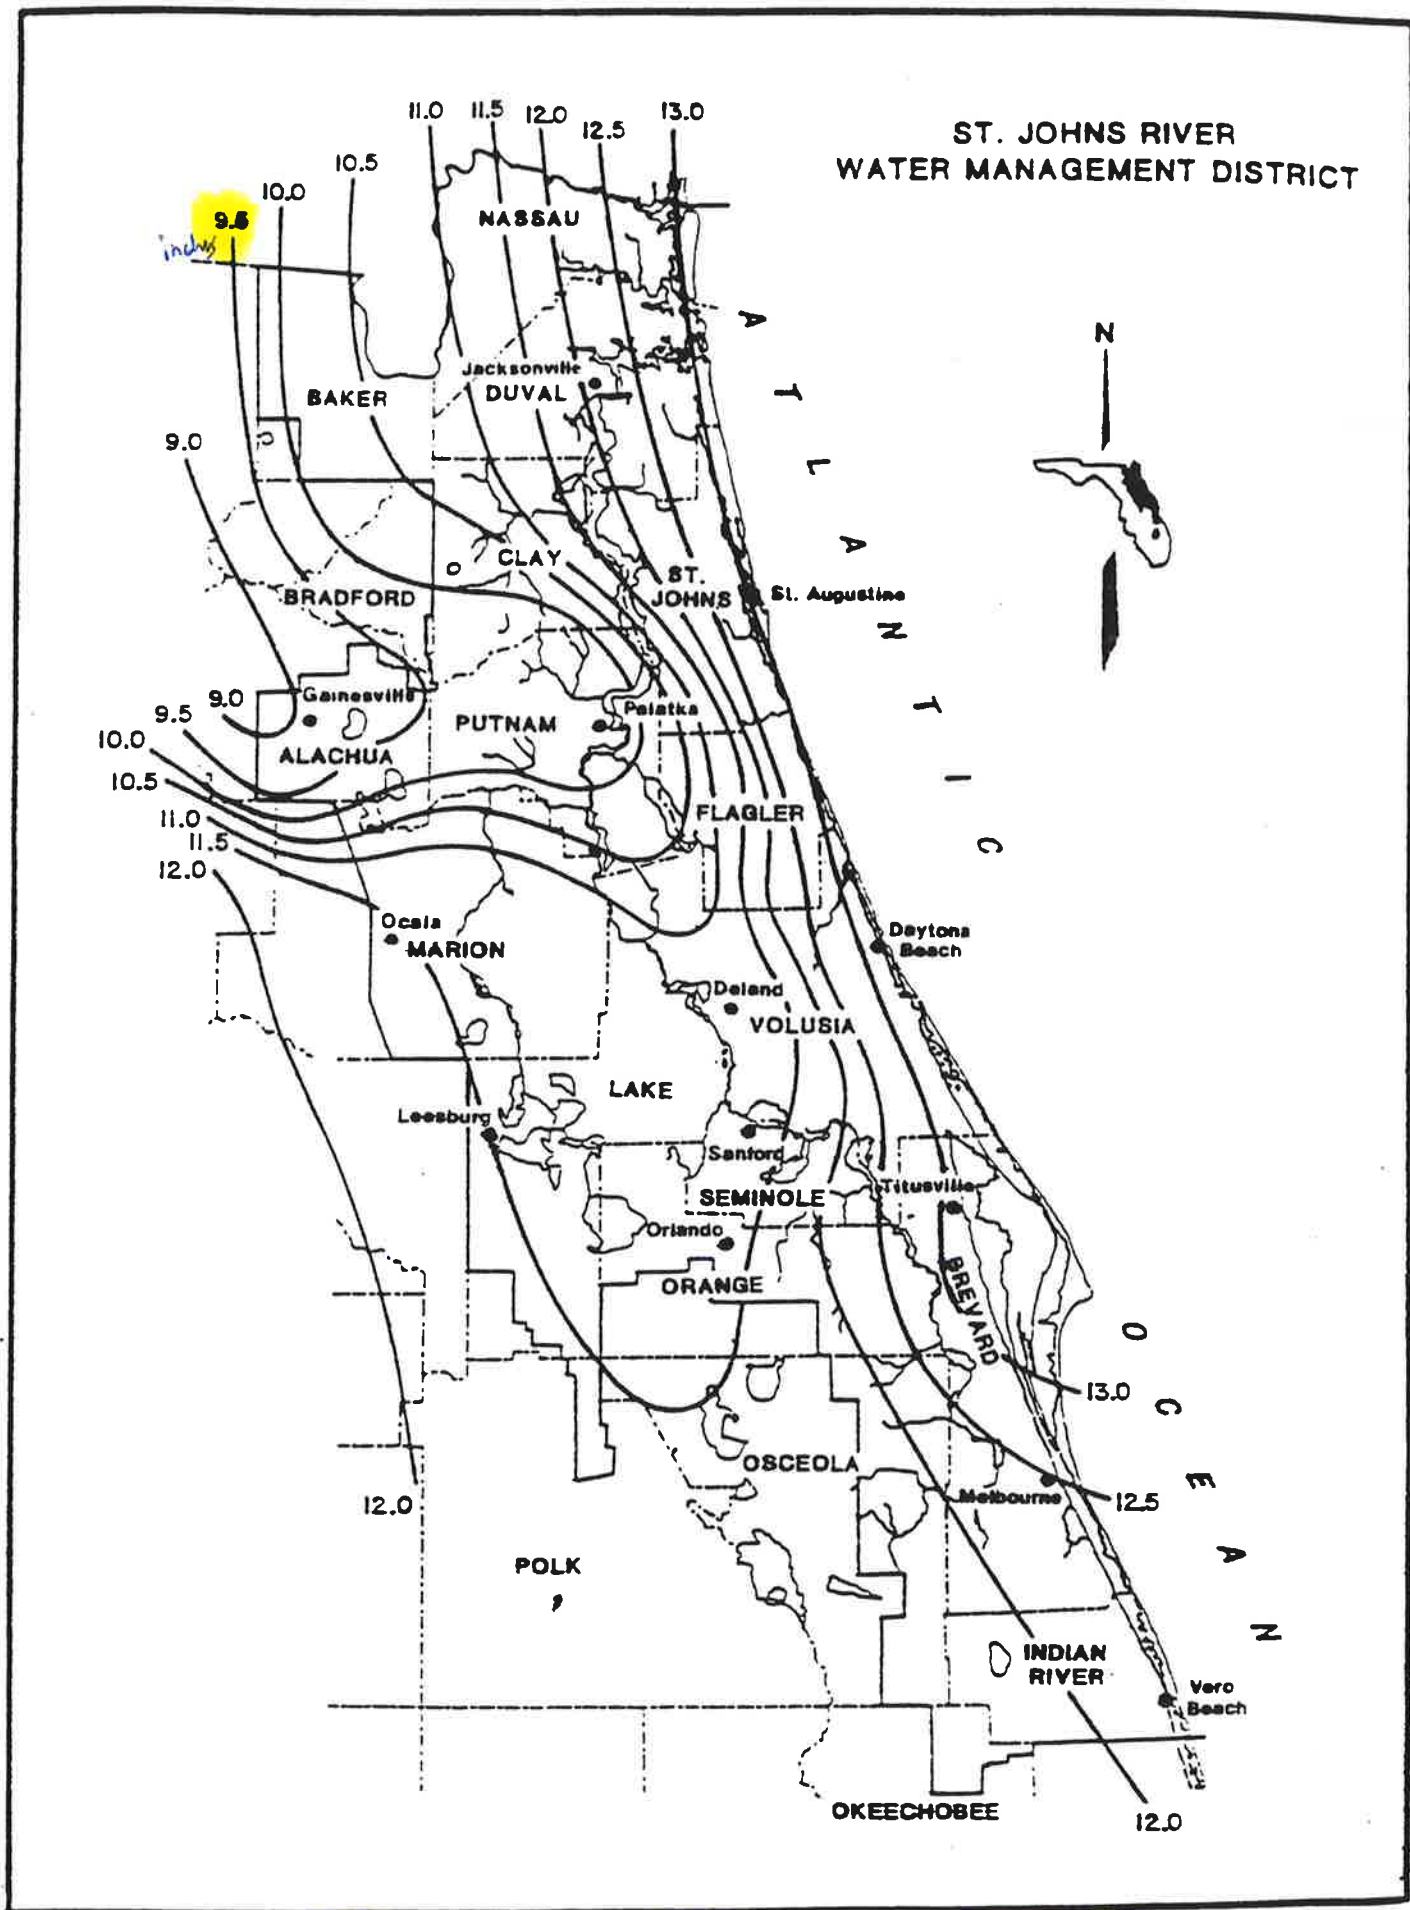 ST. JOHNS RIVER
WATER MANAGEMENT DISTRICT
11.0
11.5
12.0
12.5
13.0
10.5
10.0
9.5
inches
NASSAU
A
T
L
A
N
T
I
C
O
C
E
A
N
N
Jacksonville
DUVAL
BAKER
9.0
CLAY
BRADFORD
ST.
JOHNS
St. Augustine
Gainesville
9.0
9.5
10.0
10.5
11.0
11.5
12.0
ALACHUA
PUTNAM
Palatka
FLAGLER
Ocala
MARION
Daytona
Beach
Deland
VOLUSIA
LAKE
Leesburg
Sanford
SEMINOLE
Titusville
Orlando
ORANGE
BREVARD
13.0
OSCEOLA
Melbourne
12.5
12.0
POLK
INDIAN
RIVER
Vero
Beach
OKEECHOBEE
12.0